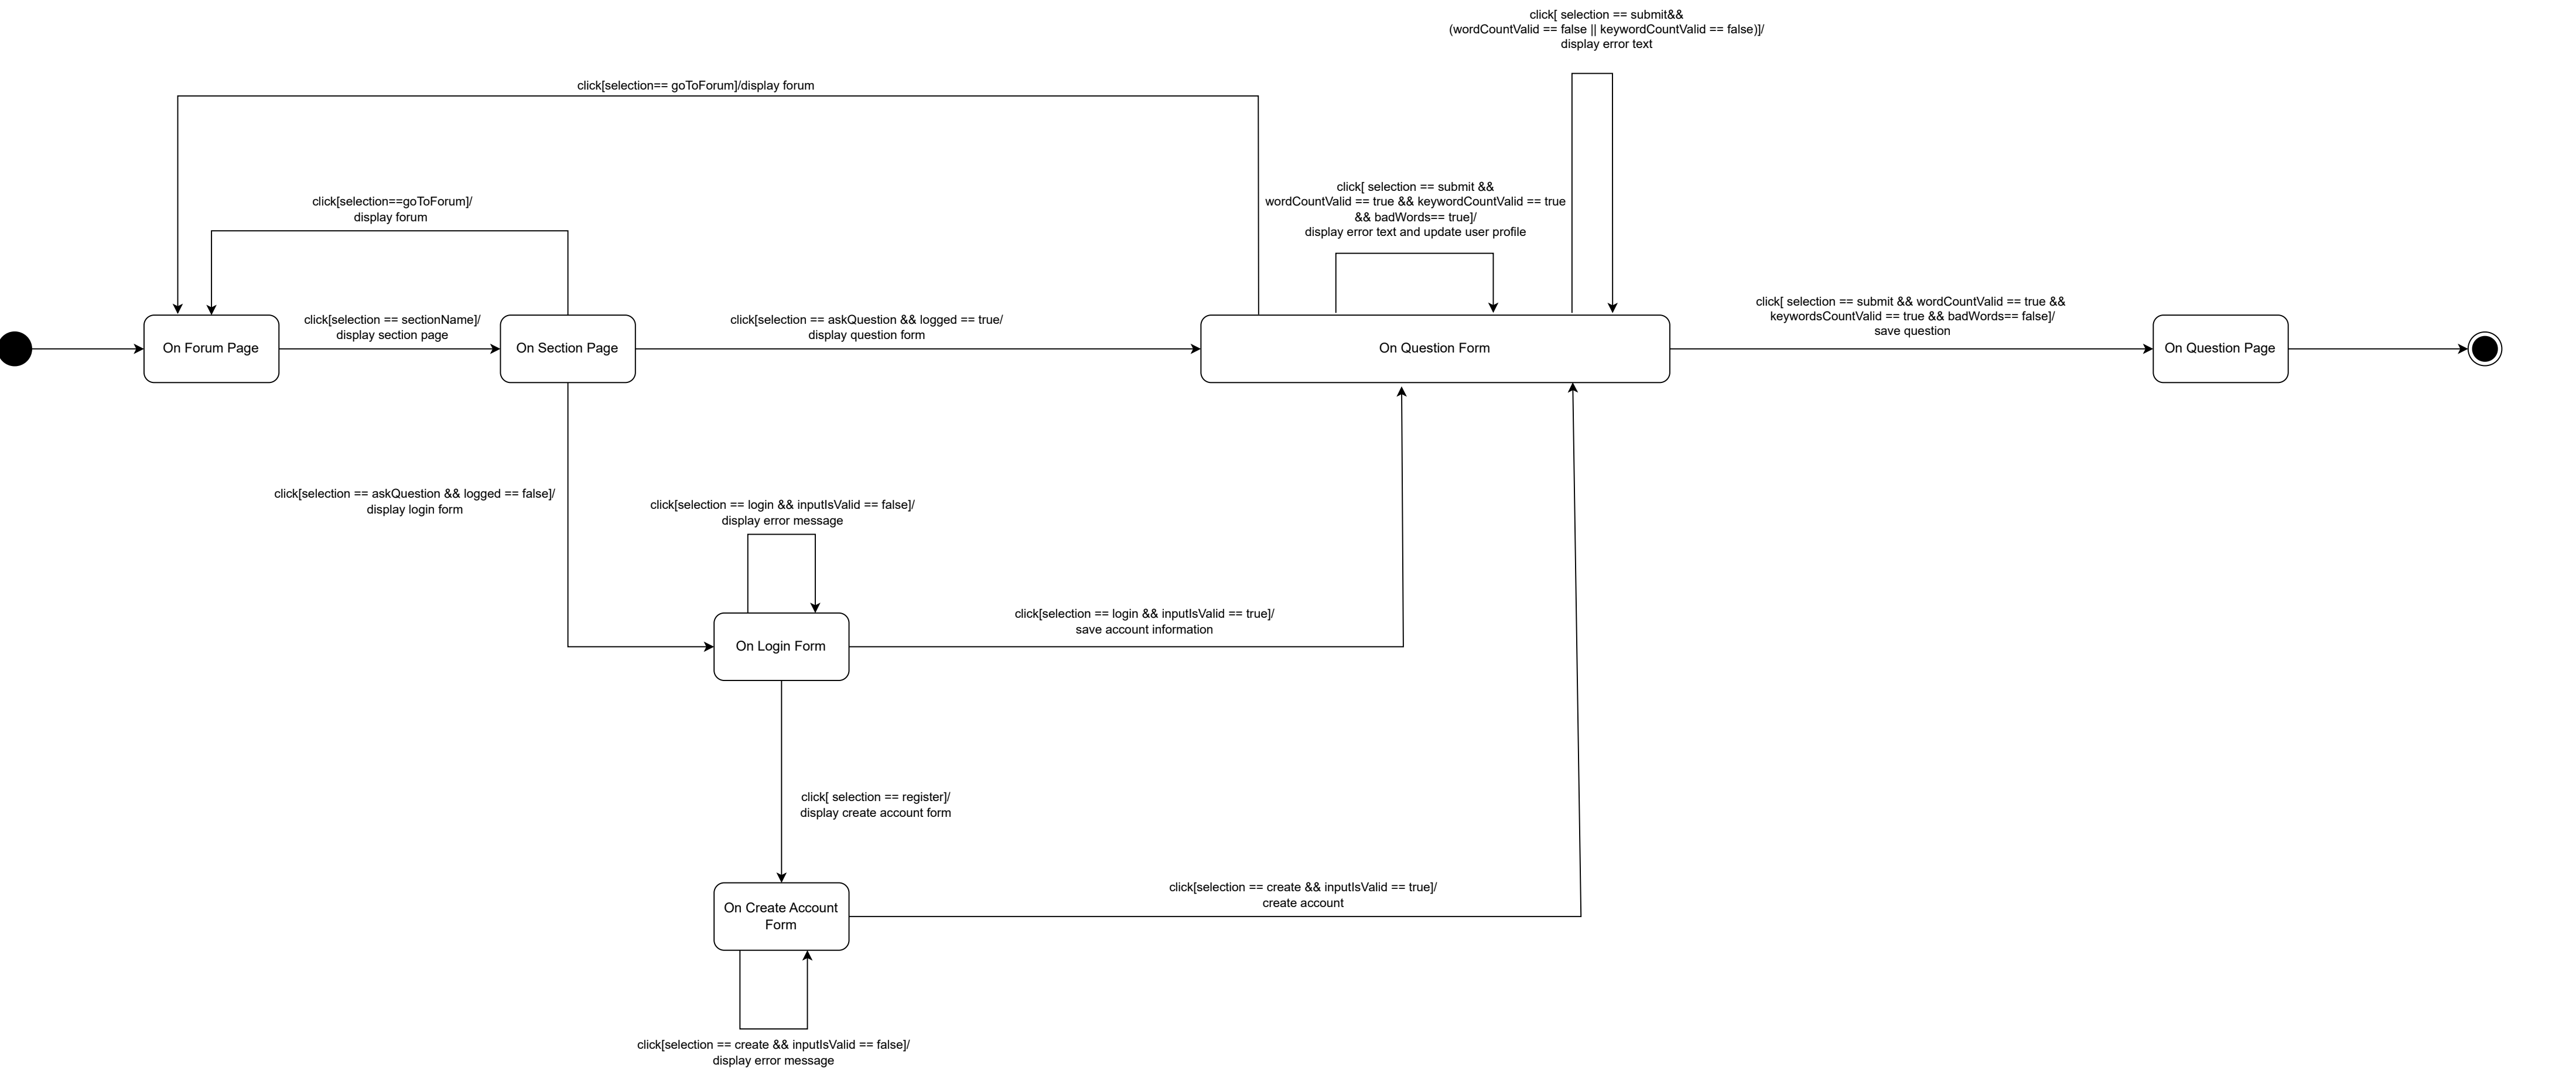 click[ selection == submit&&
(wordCountValid == false || keywordCountValid == false)]/
display error text
click[selection== goToForum]/display forum
click[selection==goToForum]/
display forum
click[ selection == submit &&
wordCountValid == true && keywordCountValid == true
&& badWords== true]/
display error text and update user profile
click[selection == sectionName]/
display section page
click[selection == askQuestion && logged == true/
display question form
click[ selection == submit && wordCountValid == true &&
keywordsCountValid == true && badWords== false]/
save question
On Forum Page
On Section Page
On Question Form
On Question Page
click[selection == askQuestion && logged == false]/
display login form
click[selection == login && inputIsValid == false]/
display error message
click[selection == login && inputIsValid == true]/
save account information
On Login Form
click[ selection == register]/
display create account form
click[selection == create && inputIsValid == true]/
create account
On Create Account
Form
click[selection == create && inputIsValid == false]/
display error message